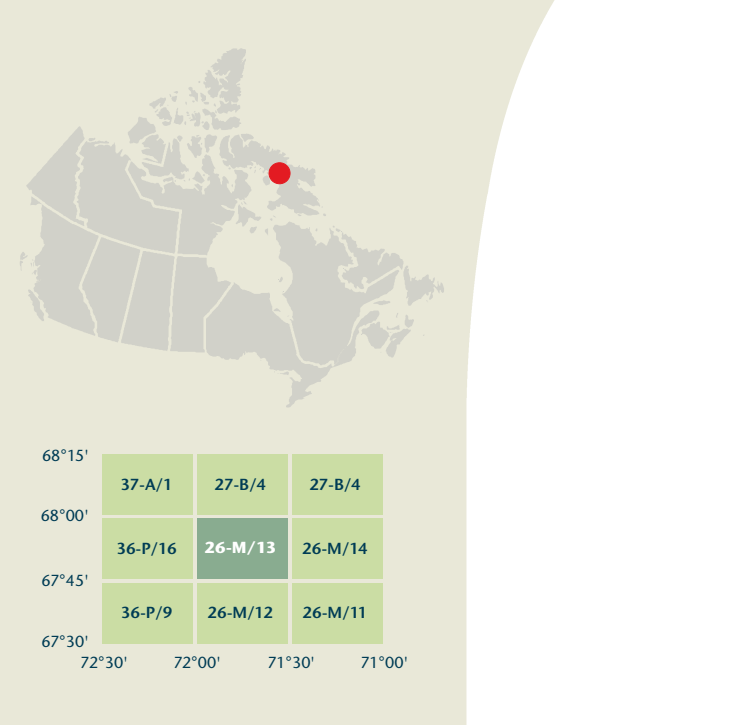 68°15'
37-A/1 27-B/4 27-B/4
68°00'
36-P/16 26-M/13 26-M/14
67°45'
36-P/9 26-M/12 26-M/11
67°30'
72°30' 72°00' 71°30' 71°00'